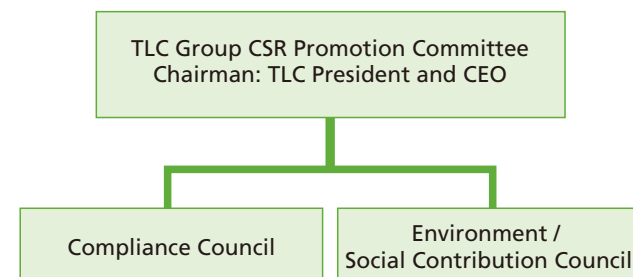 TLC Group CSR Promotion Committee
Chairman: TLC President and CEO
Compliance Council
Environment /
Social Contribution Council